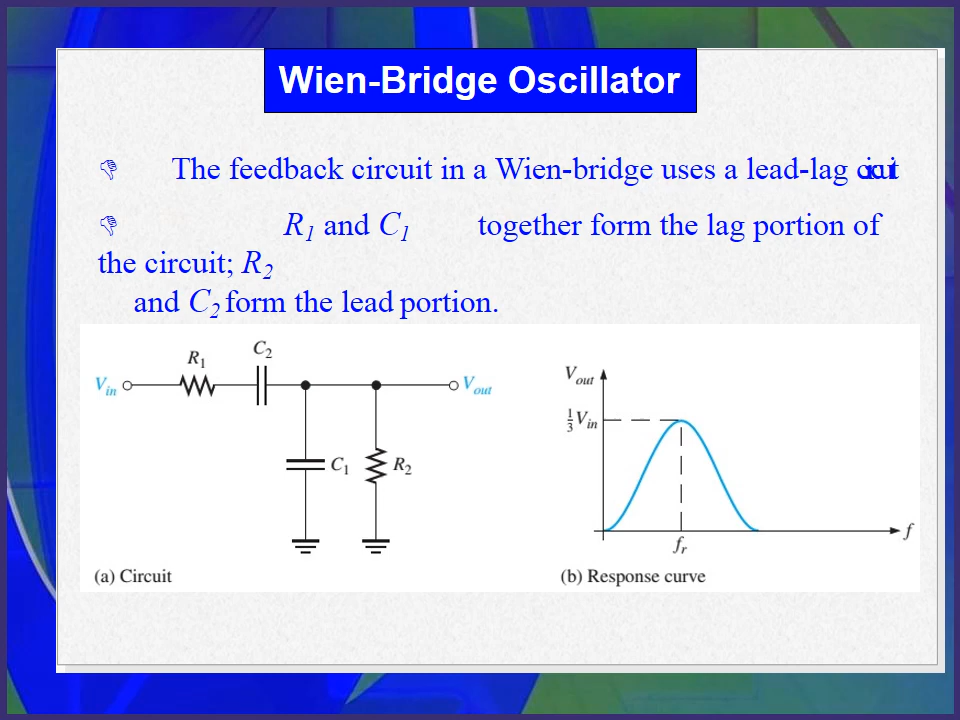 Wien-Bridge Oscillator
The feedback circuit in a Wien-bridge uses a lead-lag
R1 and C1 together form the lag portion of
the circuit; R2
and C2 form the lead portion.
R1
C2
Vin
Vout
C1
R2
(a) Circuit
Vout
1/3 Vin
fr
f
(b) Response curve